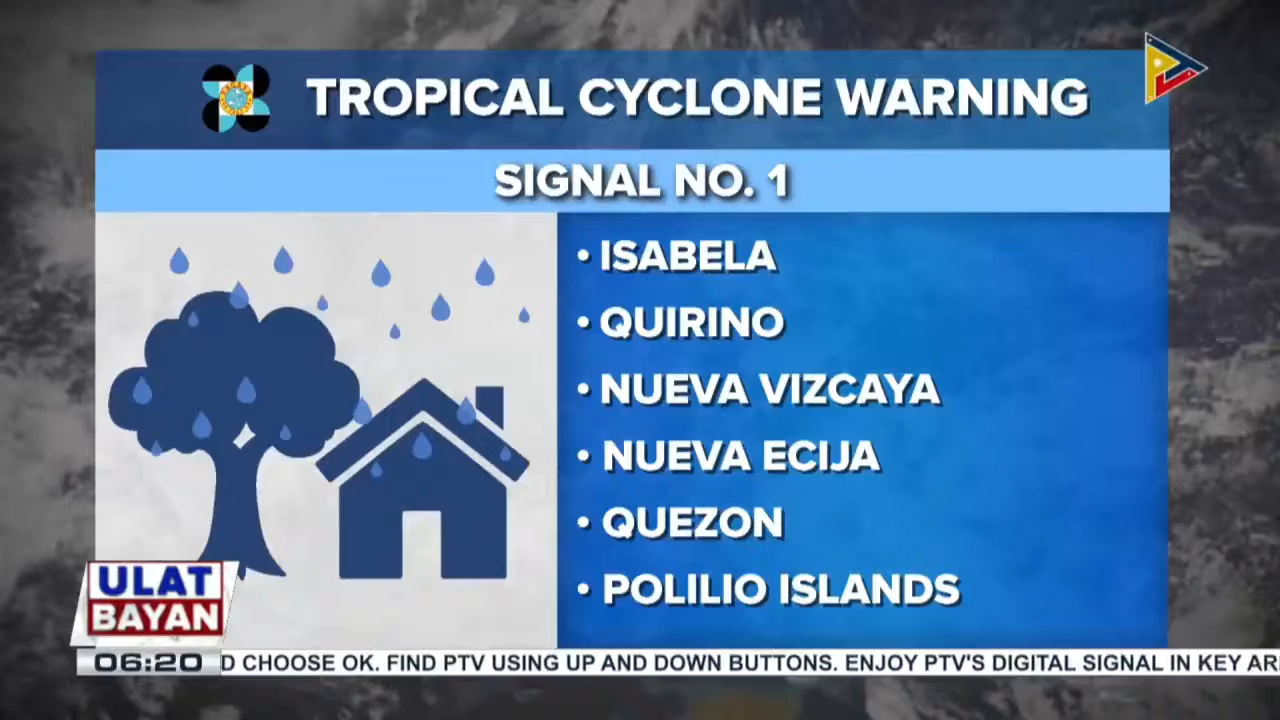 TROPICAL CYCLONE WARNING
SIGNAL NO. 1
• ISABELA
• QUIRINO
• NUEVA VIZCAYA
• NUEVA ECIJA
• QUEZON
• POLILIO ISLANDS
ULAT
BAYAN
06:20 D CHOOSE OK. FIND PTV USING UP AND DOWN BUTTONS. ENJOY PTV'S DIGITAL SIGNAL IN KEY AR